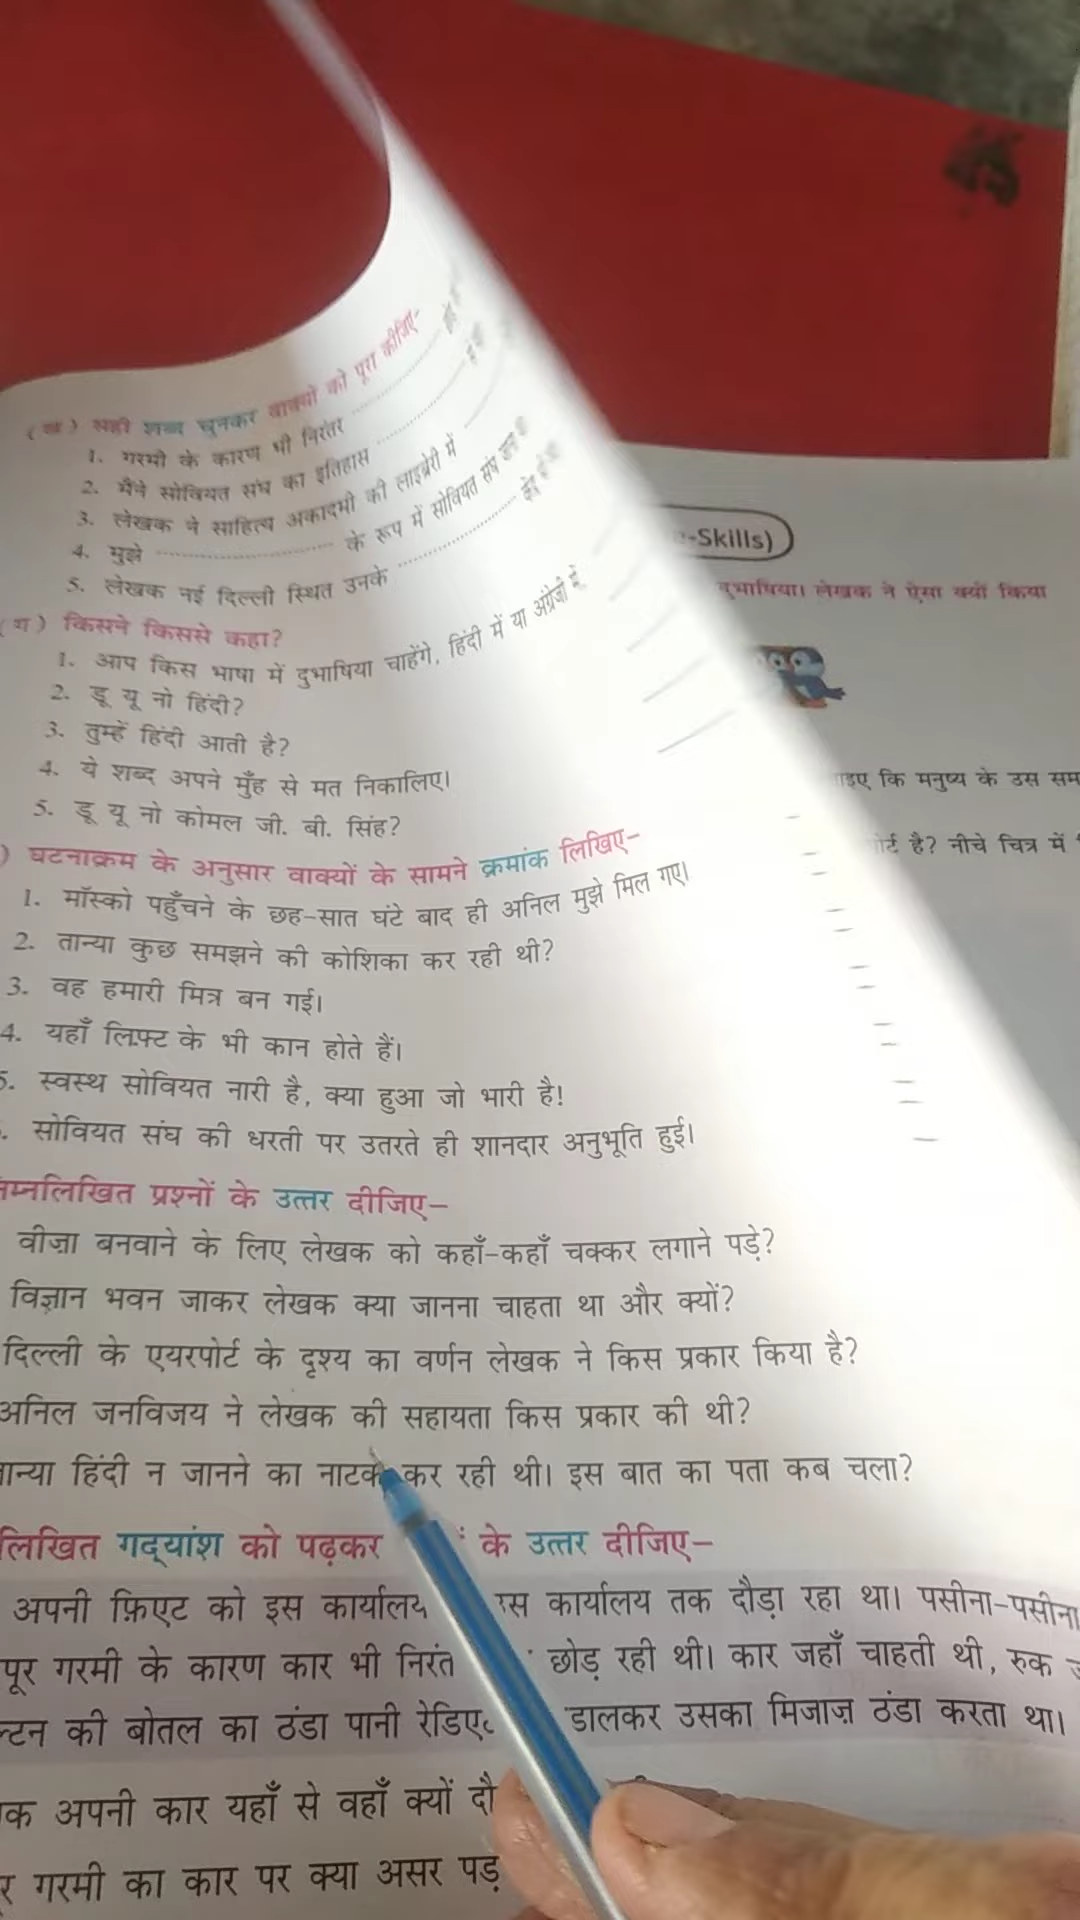 सही शब्द चुनकर वाक्यों को पूरा कीजिए-
1. गरमी के कारण भी निरंतर
2. मैंने सोवियत संघ का इतिहास
3. लेखक ने साहित्य अकादमी की लाइब्रेरी में
4. मुझे .............................. के रूप में सोवियत संघ
5. लेखक नई दिल्ली स्थित उनके ....................
(ग) किसने किससे कहा?
1. आप किस भाषा में दुभाषिया चाहेंगे, हिंदी में या अंग्रेजी में
2. डू यू नो हिंदी?
3. तुम्हें हिंदी आती है?
4. ये शब्द अपने मुँह से मत निकालिए।
5. डू यू नो कोमल जी. बी. सिंह?
) घटनाक्रम के अनुसार वाक्यों के सामने क्रमांक लिखिए-
1. मॉस्को पहुँचने के छह-सात घंटे बाद ही अनिल मुझे मिल गए।
2. तान्या कुछ समझने की कोशिका कर रही थी?
3. वह हमारी मित्र बन गई।
4. यहाँ लिफ़्ट के भी कान होते हैं।
5. स्वस्थ सोवियत नारी है, क्या हुआ जो भारी है!
. सोवियत संघ की धरती पर उतरते ही शानदार अनुभूति हुई।
म्नलिखित प्रश्नों के उत्तर दीजिए-
वीज़ा बनवाने के लिए लेखक को कहाँ-कहाँ चक्कर लगाने पड़े?
विज्ञान भवन जाकर लेखक क्या जानना चाहता था और क्यों?
दिल्ली के एयरपोर्ट के दृश्य का वर्णन लेखक ने किस प्रकार किया है?
अनिल जनविजय ने लेखक की सहायता किस प्रकार की थी?
ान्या हिंदी न जानने का नाटक कर रही थी। इस बात का पता कब चला?
लिखित गद्यांश को पढ़कर के उत्तर दीजिए-
अपनी फ़िएट को इस कार्यालय स कार्यालय तक दौड़ा रहा था। पसीना-पसीना
पूर गरमी के कारण कार भी निरंत छोड़ रही थी। कार जहाँ चाहती थी, रुक
ल्टन की बोतल का ठंडा पानी रेडिए डालकर उसका मिजाज़ ठंडा करता था।
क अपनी कार यहाँ से वहाँ क्यों दौ
र गरमी का कार पर क्या असर पड़
-Skills)
दुभाषिया। लेखक ने ऐसा क्यों किया
इए कि मनुष्य के उस सम
ोर्ट है? नीचे चित्र में